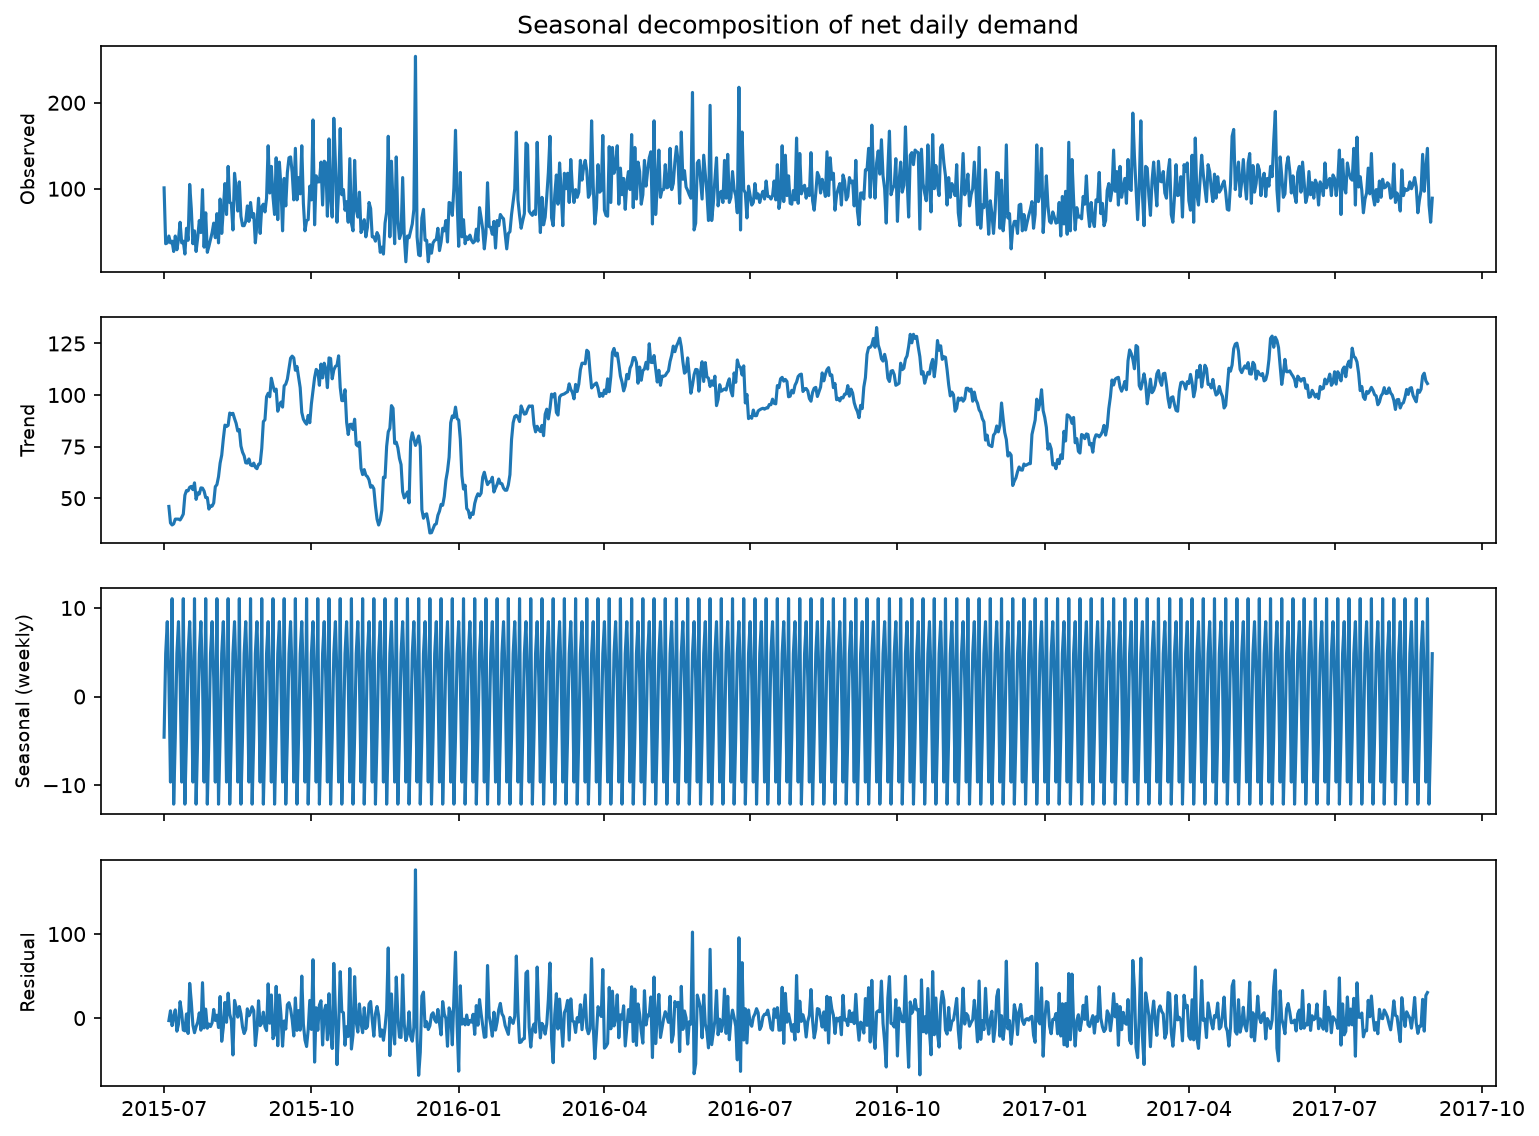 Seasonal decomposition of net daily demand
Observed
200
100
Trend
125
100
75
50
Seasonal (weekly)
10
0
−10
Residual
100
0
2015-07 2015-10 2016-01 2016-04 2016-07 2016-10 2017-01 2017-04 2017-07 2017-10